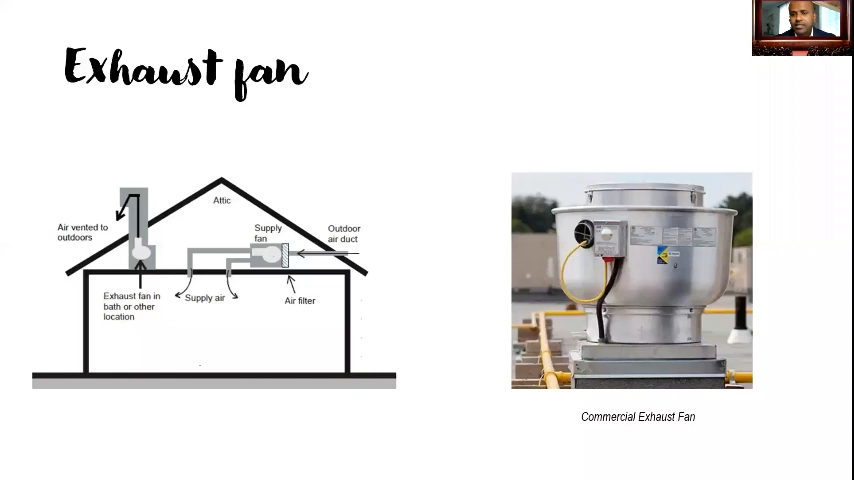 Exhaust fan
Attic
Air vented to
outdoors
Supply
fan
Outdoor
air duct
Exhaust fan in
bath or other
location
Supply air
Air filter
Commercial Exhaust Fan